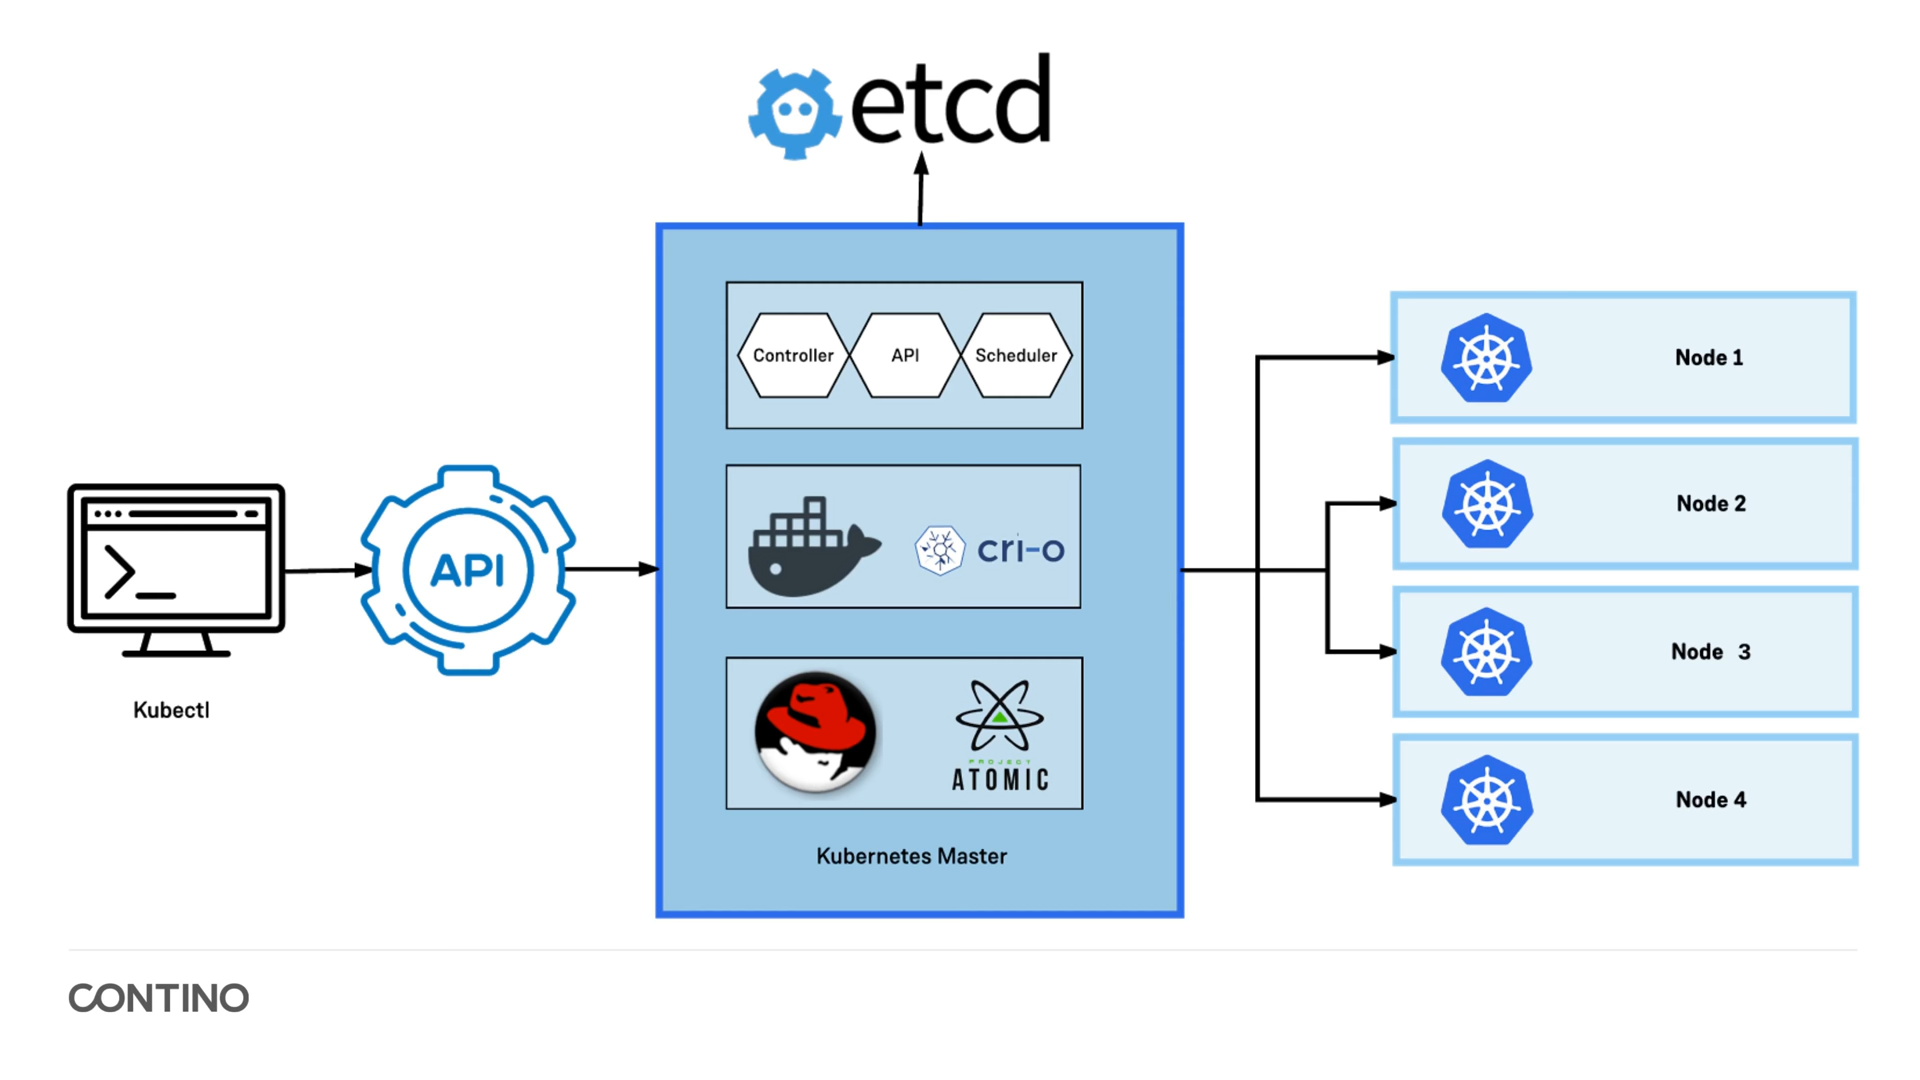 etcd
Controller
API
Scheduler
Node 1
Node 2
cri-o
API
Node 3
Kubectl
PROJECT
ATOMIC
Node 4
Kubernetes Master
CONTINO